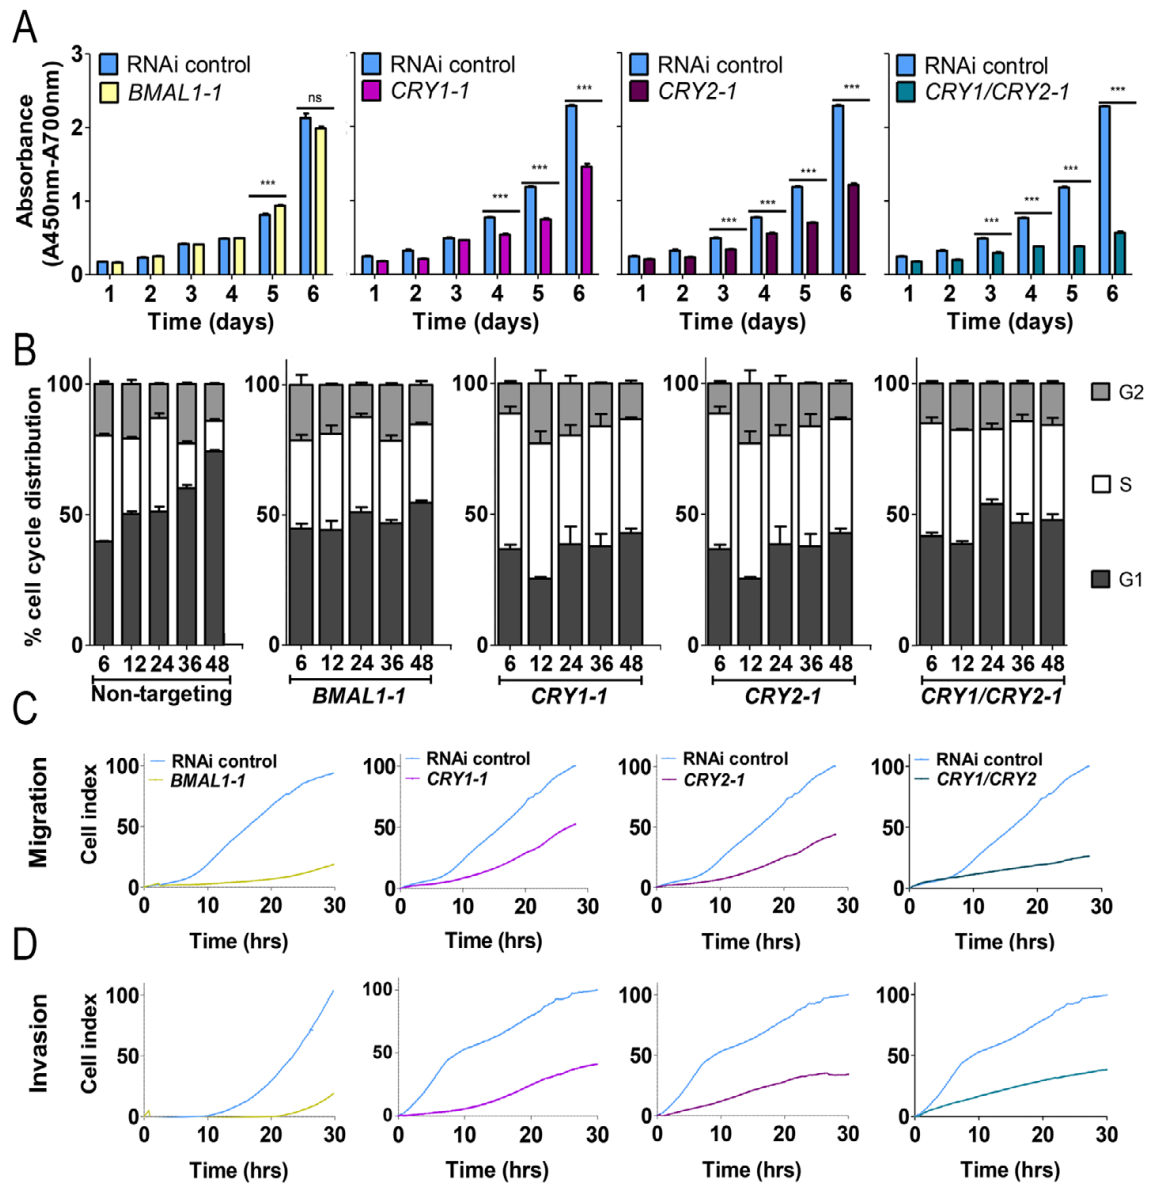 A
Absorbance
(A450nm-A700nm)
3
2
1
0
RNAi control
BMAL1-1
***
ns
1 2 3 4 5 6
Time (days)
RNAi control
CRY1-1
***
***
***
1 2 3 4 5 6
Time (days)
RNAi control
CRY2-1
***
***
***
***
1 2 3 4 5 6
Time (days)
RNAi control
CRY1/CRY2-1
***
***
***
***
1 2 3 4 5 6
Time (days)
B
% cell cycle distribution
100
50
0
6 12 24 36 48
Non-targeting
100
50
0
6 12 24 36 48
BMAL1-1
100
50
0
6 12 24 36 48
CRY1-1
100
50
0
6 12 24 36 48
CRY2-1
100
50
0
6 12 24 36 48
CRY1/CRY2-1
G2
S
G1
C
Migration
Cell index
100
50
0
RNAi control
BMAL1-1
0 10 20 30
Time (hrs)
100
50
0
RNAi control
CRY1-1
0 10 20 30
Time (hrs)
100
50
0
RNAi control
CRY2-1
0 10 20 30
Time (hrs)
100
50
0
RNAi control
CRY1/CRY2
0 10 20 30
Time (hrs)
D
Invasion
Cell index
100
50
0
0 10 20 30
Time (hrs)
100
50
0
0 10 20 30
Time (hrs)
100
50
0
0 10 20 30
Time (hrs)
100
50
0
0 10 20 30
Time (hrs)